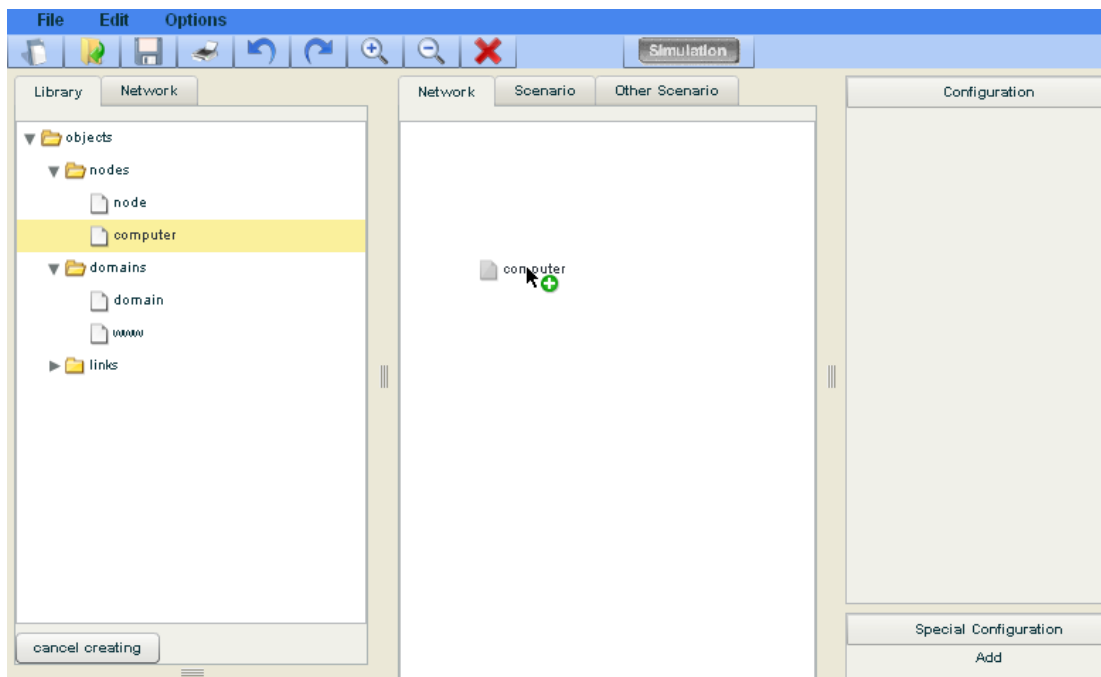 File Edit Options
Simulation
Library Network
Network Scenario Other Scenario
Configuration
objects
nodes
node
computer
domains
domain
www
links
computer
cancel creating
Special Configuration
Add